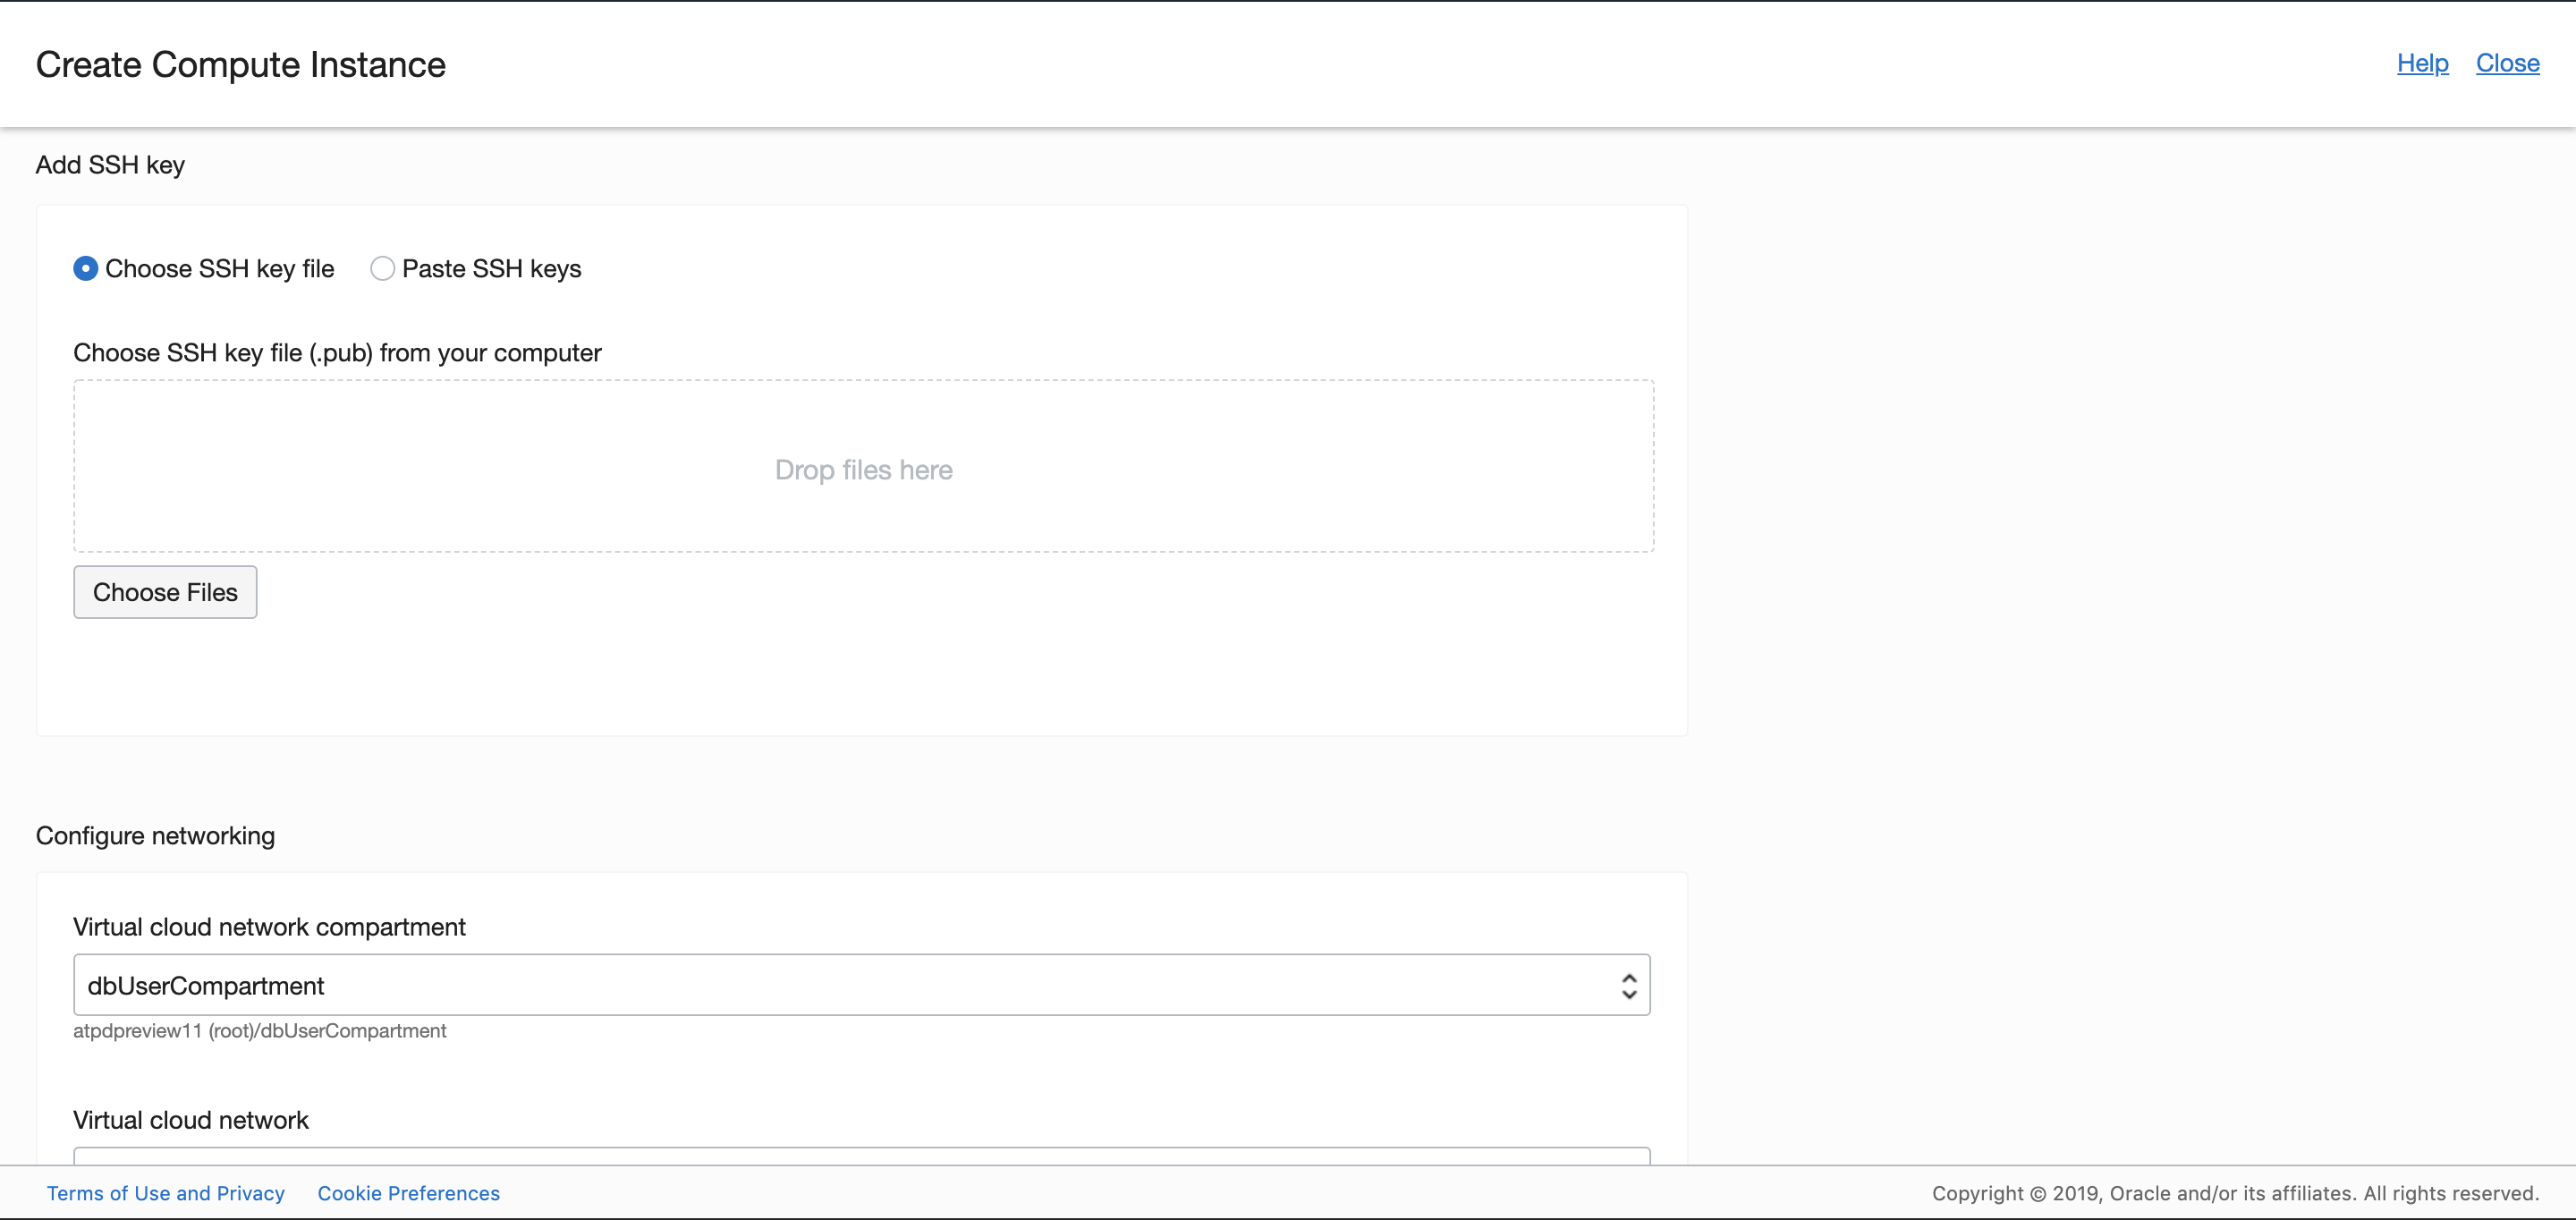 Create Compute Instance
Help Close
Add SSH key
Choose SSH key file Paste SSH keys
Choose SSH key file (.pub) from your computer
Drop files here
Choose Files
Configure networking
Virtual cloud network compartment
dbUserCompartment
atpdpreview11 (root)/dbUserCompartment
Virtual cloud network
Terms of Use and Privacy Cookie Preferences Copyright © 2019, Oracle and/or its affiliates. All rights reserved.